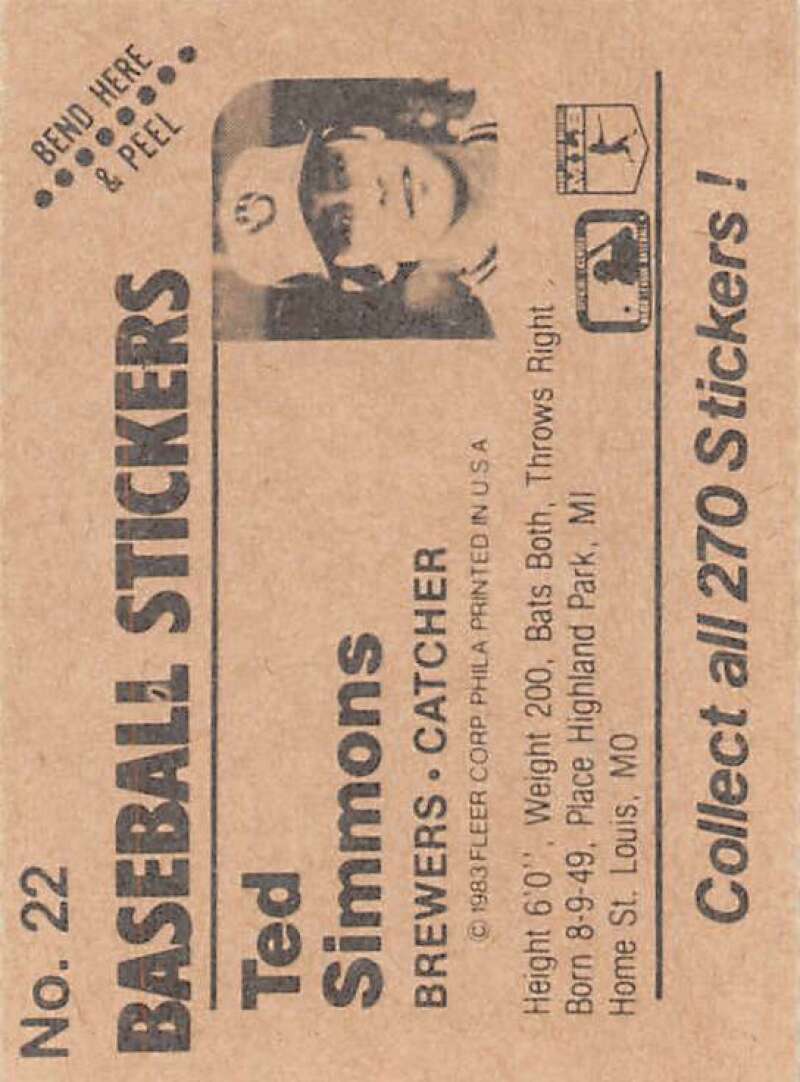 No. 22
BEND HERE
& PEEL
BASEBALL STICKERS
Ted
Simmons
BREWERS • CATCHER
© 1983 FLEER CORP. PHILA PRINTED IN U S A
Height 6'0'', Weight 200, Bats Both, Throws Right
Born 8-9-49, Place Highland Park, MI
Home St. Louis, MO
Collect all 270 Stickers !